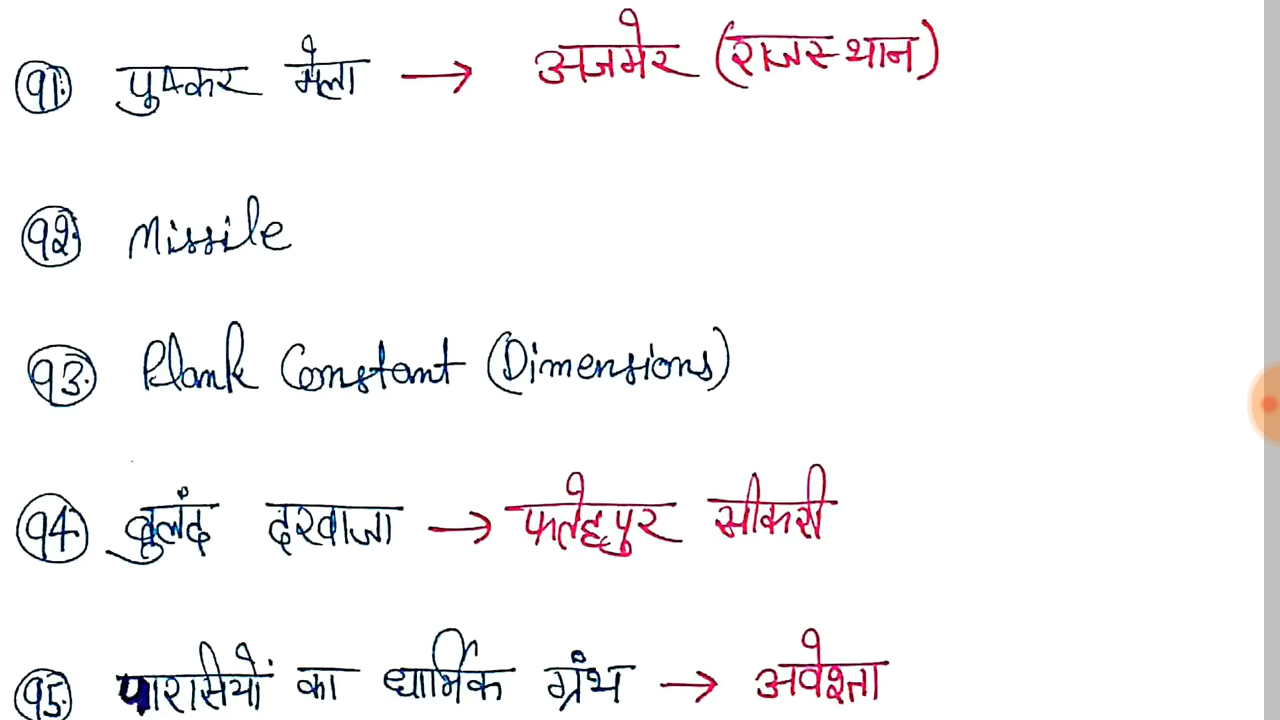 91. पुष्कर मेला → अजमेर (राजस्थान)
92. Missile
93. Plank Constant (Dimensions)
94. बुलंद दरवाजा → फतेहपुर सीकरी
95. पारसियों का धार्मिक ग्रंथ → अवेश्ता